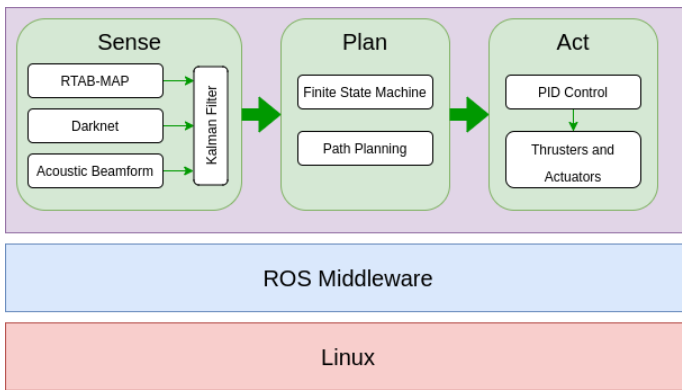 Sense
RTAB-MAP
Darknet
Acoustic Beamform
Kalman Filter
Plan
Finite State Machine
Path Planning
Act
PID Control
Thrusters and
Actuators
ROS Middleware
Linux